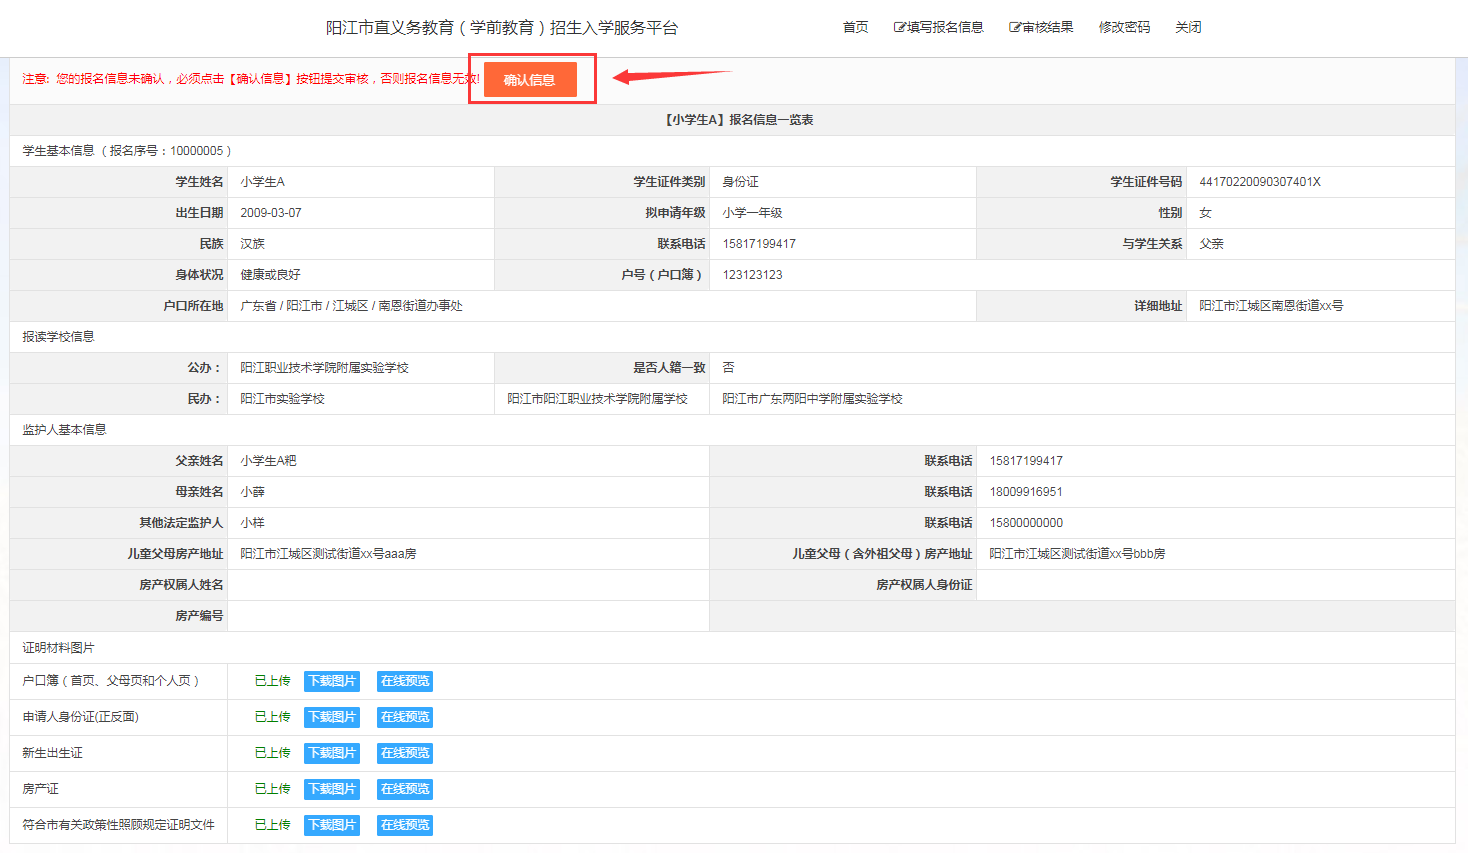 阳江市直义务教育（学前教育）招生入学服务平台 首页 填写报名信息 审核结果 修改密码 关闭
注意: 您的报名信息未确认，必须点击【确认信息】按钮提交审核，否则报名信息无效! 确认信息
【小学生A】报名信息一览表
学生基本信息（报名序号：10000005）
学生姓名 小学生A 学生证件类别 身份证 学生证件号码 44170220090307401X
出生日期 2009-03-07 拟申请年级 小学一年级 性别 女
民族 汉族 联系电话 15817199417 与学生关系 父亲
身体状况 健康或良好 户号（户口簿） 123123123
户口所在地 广东省 / 阳江市 / 江城区 / 南恩街道办事处 详细地址 阳江市江城区南恩街道xx号
报读学校信息
公办： 阳江职业技术学院附属实验学校 是否人籍一致 否
民办： 阳江市实验学校 阳江市阳江职业技术学院附属学校 阳江市广东两阳中学附属实验学校
监护人基本信息
父亲姓名 小学生A粑 联系电话 15817199417
母亲姓名 小薛 联系电话 18009916951
其他法定监护人 小样 联系电话 15800000000
儿童父母房产地址 阳江市江城区测试街道xx号aaa房 儿童父母（含外祖父母）房产地址 阳江市江城区测试街道xx号bbb房
房产权属人姓名 房产权属人身份证
房产编号
证明材料图片
户口簿（首页、父母页和个人页） 已上传 下载图片 在线预览
申请人身份证(正反面) 已上传 下载图片 在线预览
新生出生证 已上传 下载图片 在线预览
房产证 已上传 下载图片 在线预览
符合市有关政策性照顾规定证明文件 已上传 下载图片 在线预览